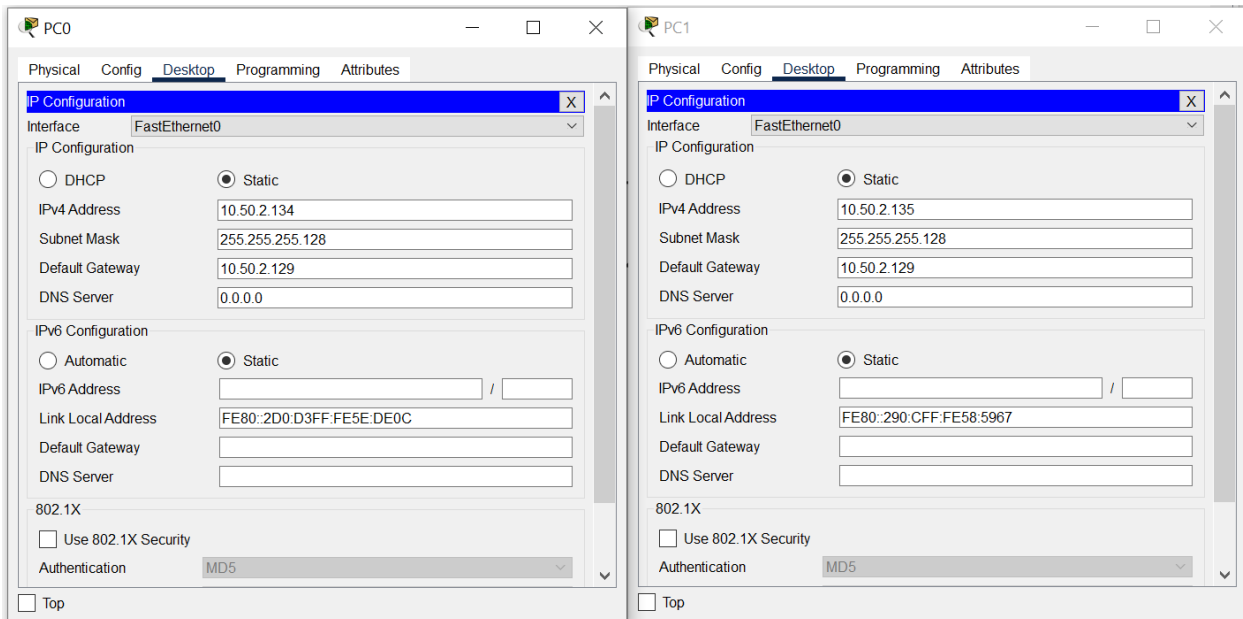 PC0
Physical Config Desktop Programming Attributes
IP Configuration X
Interface FastEthernet0
IP Configuration
DHCP Static
IPv4 Address 10.50.2.134
Subnet Mask 255.255.255.128
Default Gateway 10.50.2.129
DNS Server 0.0.0.0
IPv6 Configuration
Automatic Static
IPv6 Address /
Link Local Address FE80::2D0:D3FF:FE5E:DE0C
Default Gateway
DNS Server
802.1X
Use 802.1X Security
Authentication MD5
Top
PC1
Physical Config Desktop Programming Attributes
IP Configuration X
Interface FastEthernet0
IP Configuration
DHCP Static
IPv4 Address 10.50.2.135
Subnet Mask 255.255.255.128
Default Gateway 10.50.2.129
DNS Server 0.0.0.0
IPv6 Configuration
Automatic Static
IPv6 Address /
Link Local Address FE80::290:CFF:FE58:5967
Default Gateway
DNS Server
802.1X
Use 802.1X Security
Authentication MD5
Top